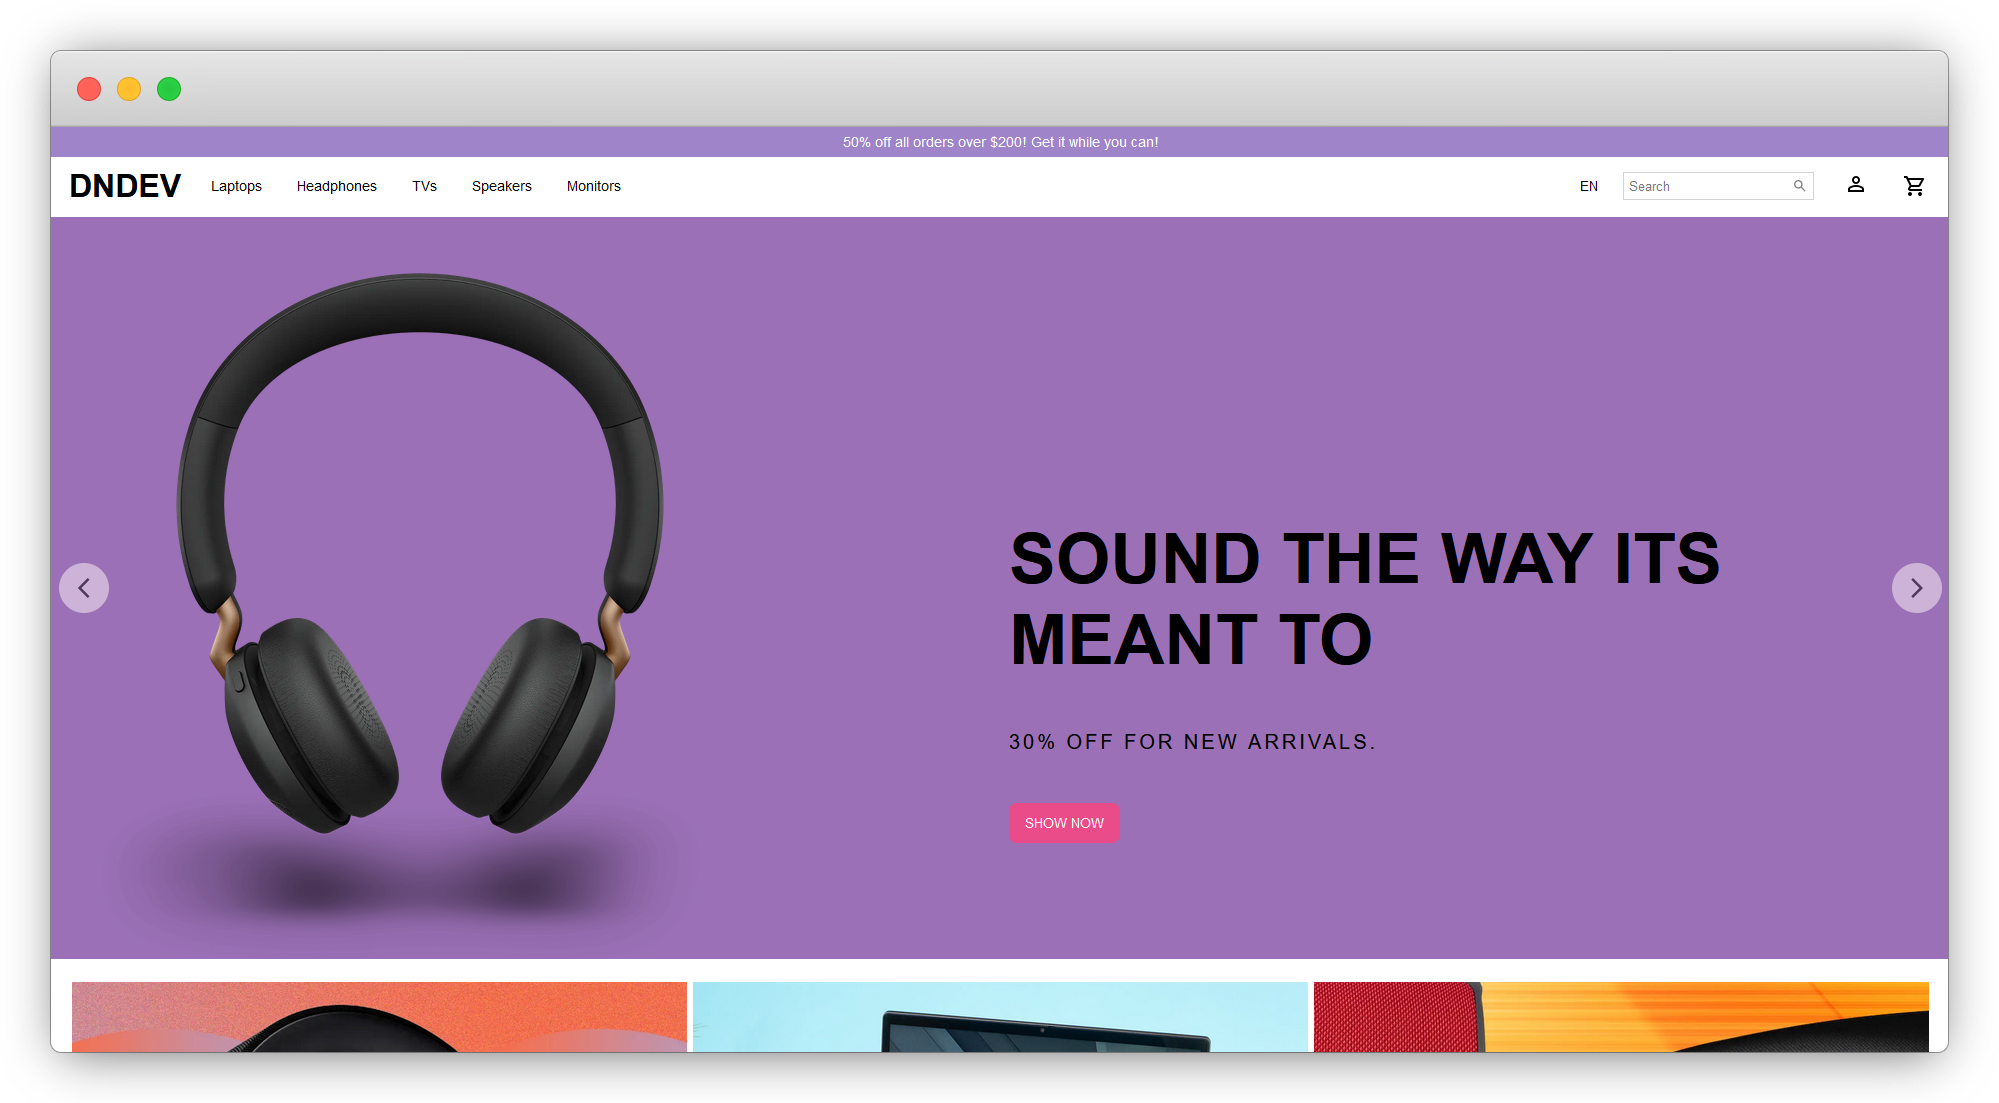 50% off all orders over $200! Get it while you can!
DNDEV Laptops Headphones TVs Speakers Monitors EN Search
SOUND THE WAY ITS
MEANT TO
30% OFF FOR NEW ARRIVALS.
SHOW NOW